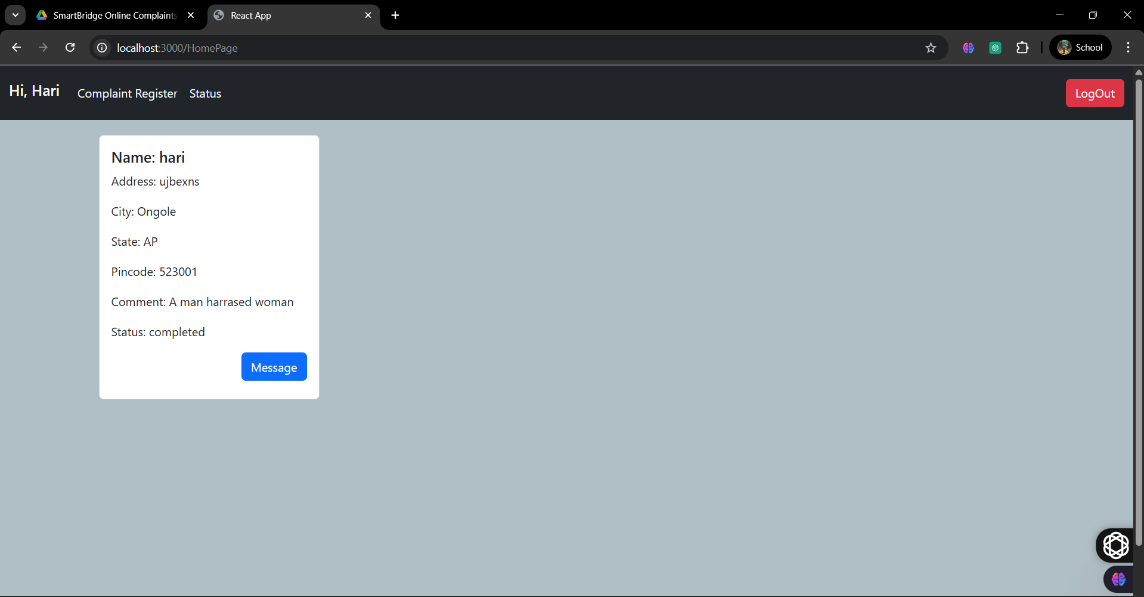 SmartBridge Online Complaints
React App
localhost:3000/HomePage
School
Hi, Hari
Complaint Register
Status
LogOut
Name: hari
Address: ujbexns
City: Ongole
State: AP
Pincode: 523001
Comment: A man harrased woman
Status: completed
Message